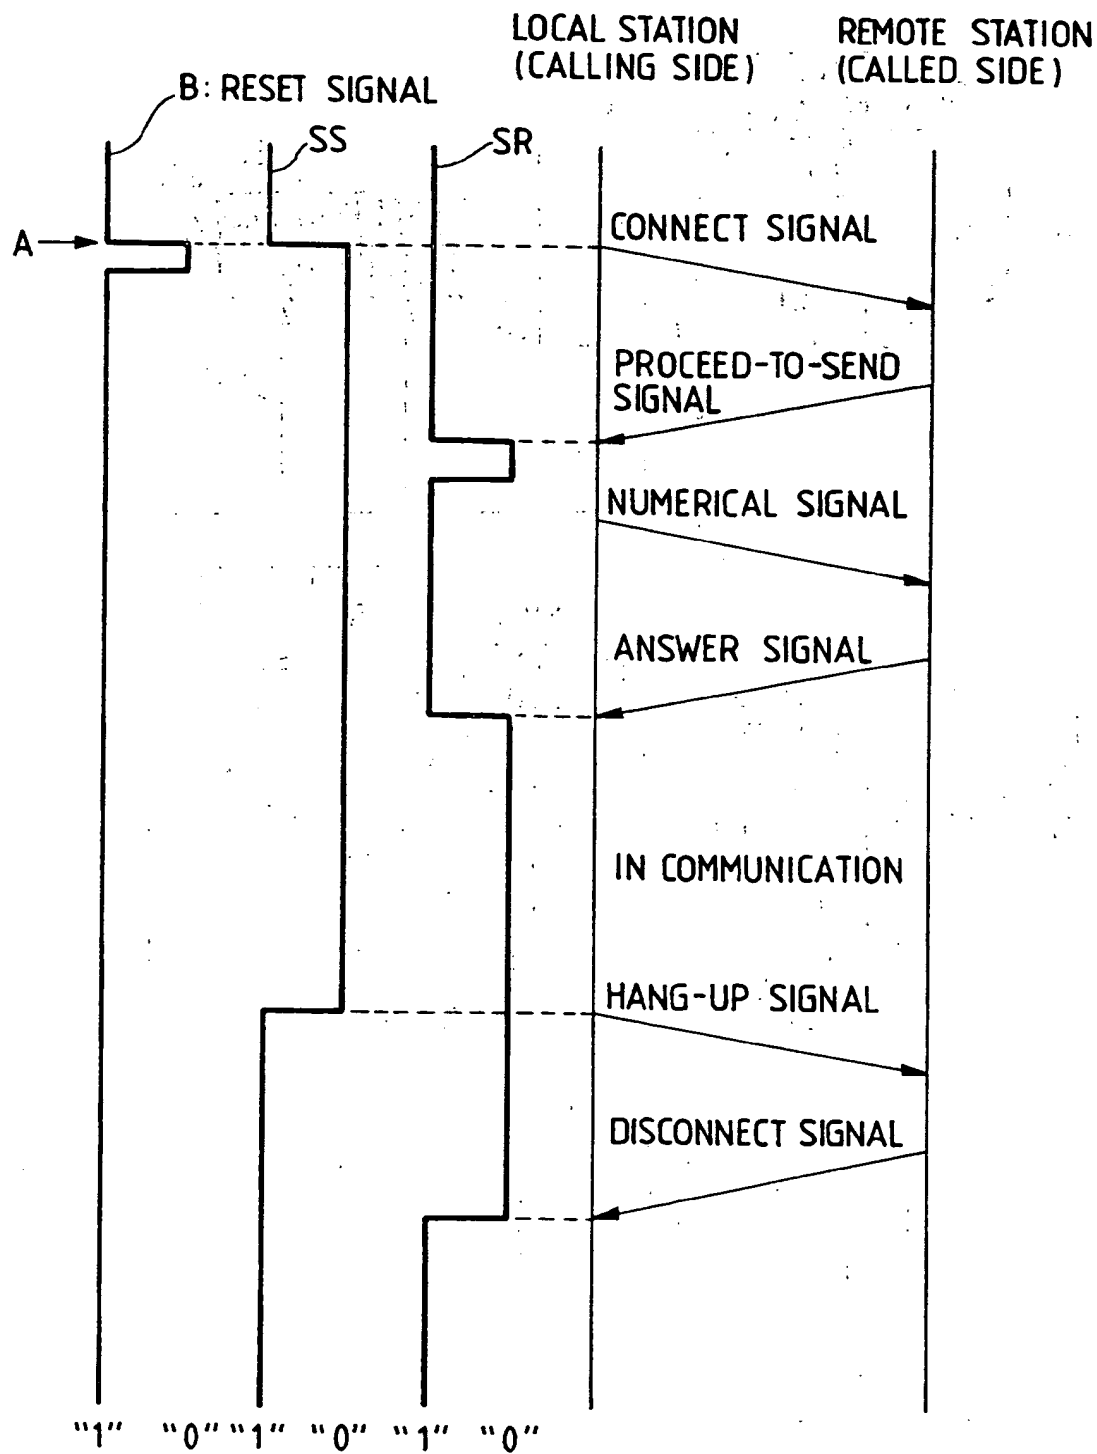 LOCAL STATION
(CALLING SIDE)
REMOTE STATION
(CALLED SIDE)
B: RESET SIGNAL
SS
SR
A
CONNECT SIGNAL
PROCEED-TO-SEND
SIGNAL
NUMERICAL SIGNAL
ANSWER SIGNAL
IN COMMUNICATION
HANG-UP SIGNAL
DISCONNECT SIGNAL
"1" "0" "1" "0" "1" "0"